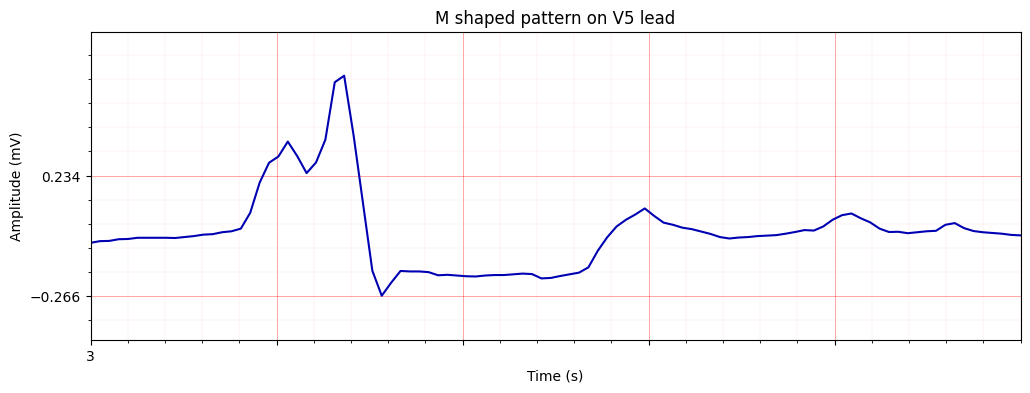 M shaped pattern on V5 lead
Amplitude (mV)
0.234
−0.266
3
Time (s)